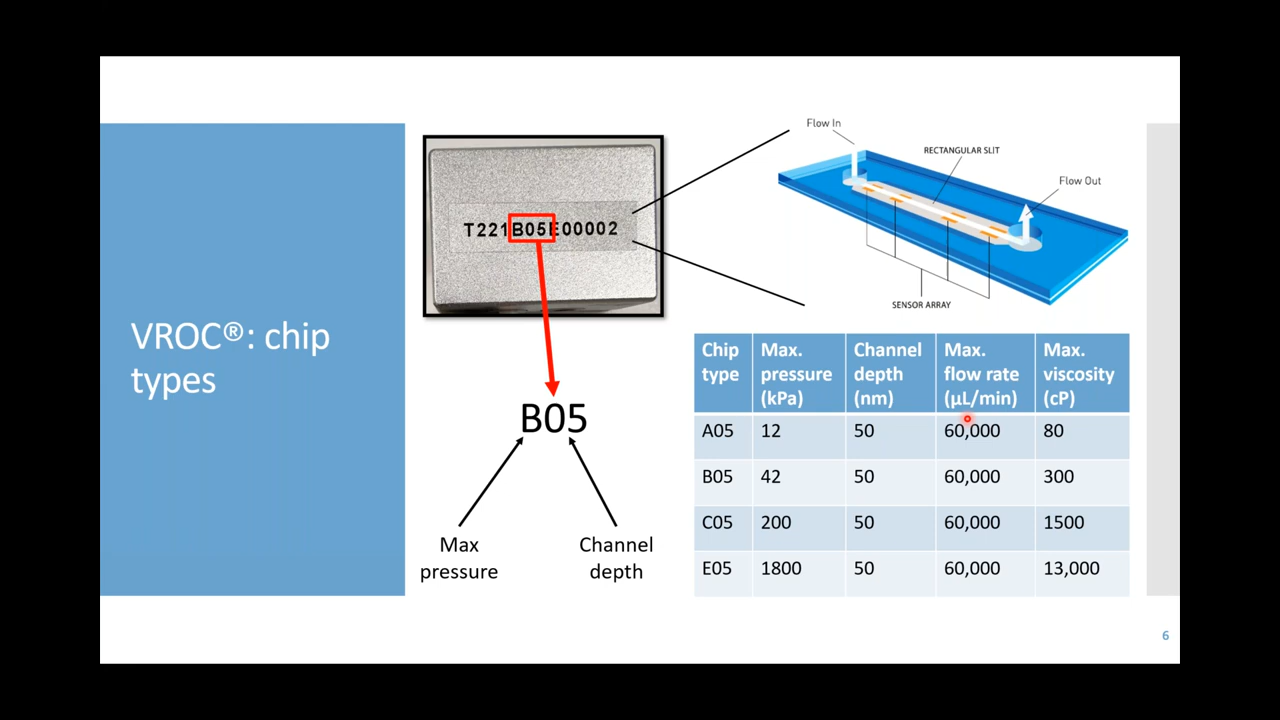 VROC®: chip
types
T221B05E00002
B05
Max
pressure
Channel
depth
Flow In
RECTANGULAR SLIT
Flow Out
SENSOR ARRAY
Chip type Max. pressure (kPa) Channel depth (nm) Max. flow rate (µL/min) Max. viscosity (cP)
A05 12 50 60,000 80
B05 42 50 60,000 300
C05 200 50 60,000 1500
E05 1800 50 60,000 13,000
6